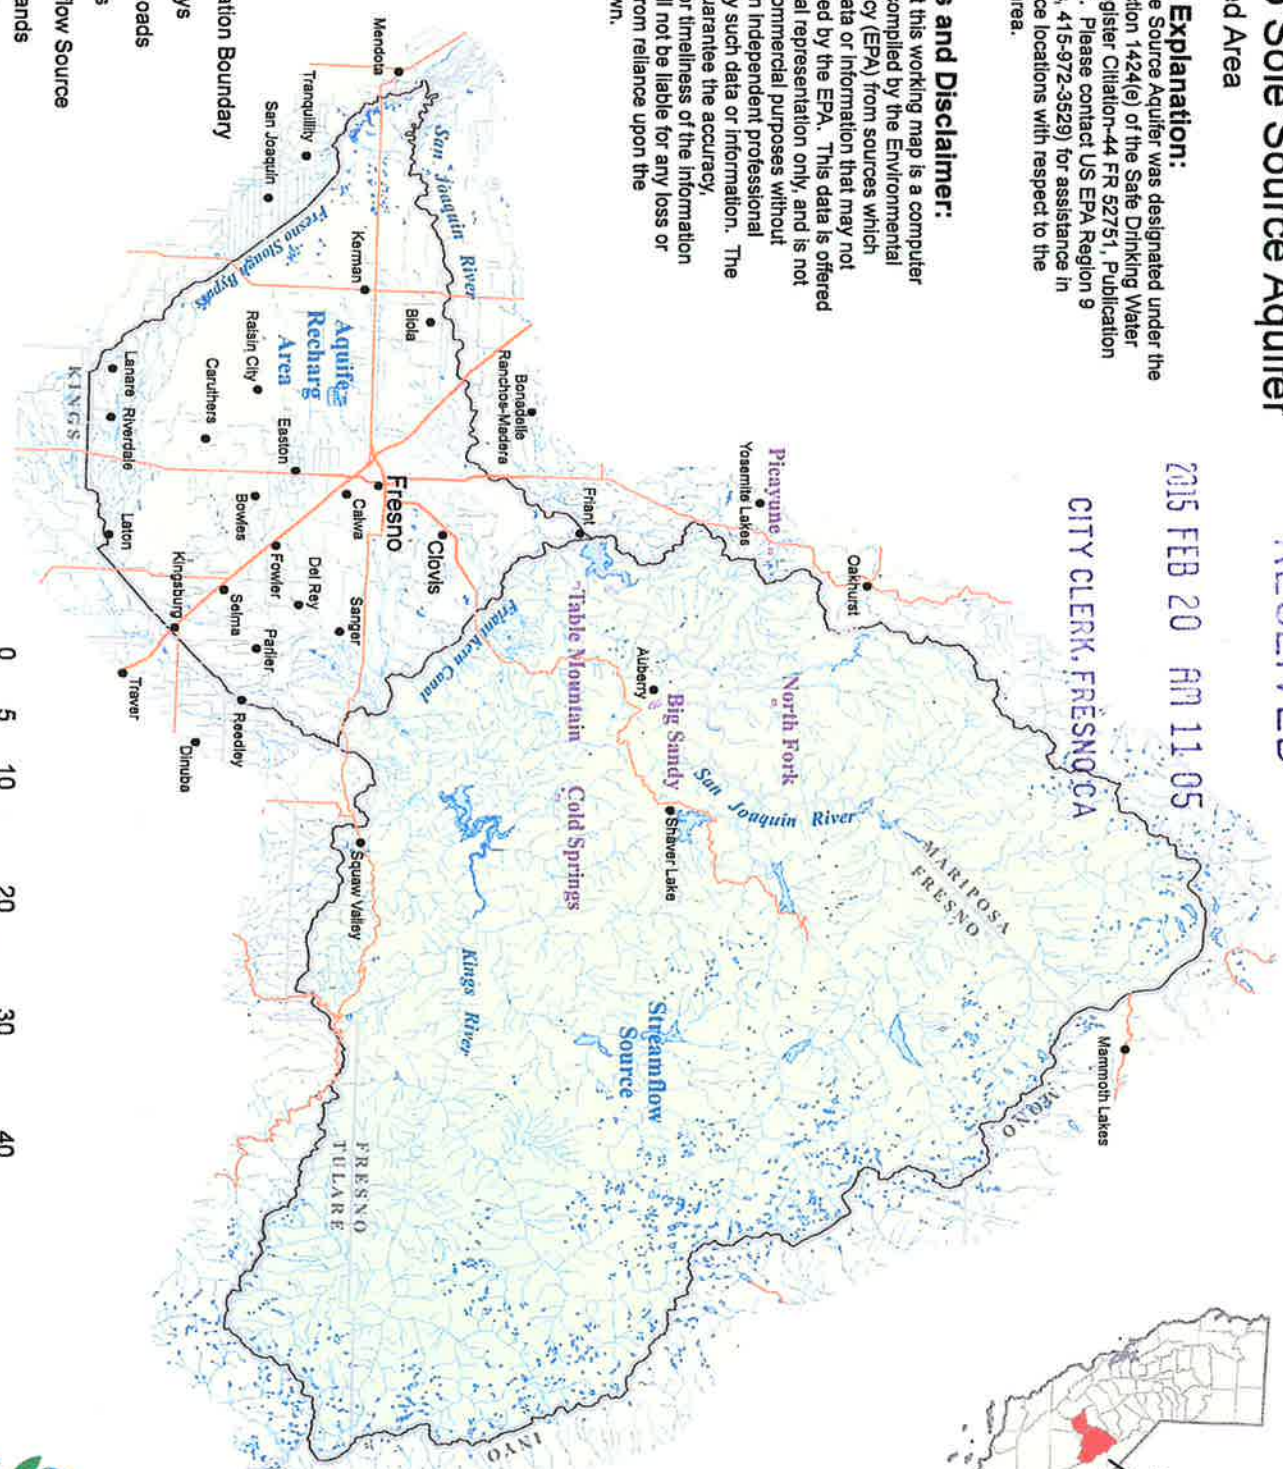 Sole Source Aquifer
ed Area
2015 FEB 20 AM 11:05
CITY CLERK, FRESNO CA
Explanation:
e Source Aquifer was designated under the
ction 1424(e) of the Safe Drinking Water
egister Citation-44 FR 52751, Publication
. Please contact US EPA Region 9
, 415-972-3529) for assistance in
ce locations with respect to the
area.
s and Disclaimer:
t this working map is a computer
compiled by the Environmental
cy (EPA) from sources which
ata or information that may not
ed by the EPA. This data is offered
al representation only, and is not
ommercial purposes without
n independent professional
y such data or information. The
uarantee the accuracy,
or timeliness of the information
ll not be liable for any loss or
rom reliance upon the
wn.
ation Boundary
ys
oads
s
flow Source
ands
Mammoth Lakes
MONO
MARIPOSA
FRESNO
Oakhurst
Picayune
Yosemite Lakes
North Fork
San Joaquin River
Big Sandy
Auberry
Shaver Lake
Streamflow
Source
Table Mountain
Cold Springs
Friant
Bonadelle
Ranchos-Madera
Friant Kern Canal
Kings River
INYO
San Joaquin River
Mendota
Tranquillity
San Joaquin
Fresno Slough Bypass
Kerman
Biola
Clovis
Fresno
Calwa
Aquife
Recharg
Area
Raisin City
Easton
Caruthers
Bowles
Fowler
Del Rey
Sanger
Squaw Valley
FRESNO
TULARE
Selma
Parlier
Reedley
Dinuba
Kingsburg
Traver
Lanare
Riverdale
Laton
KINGS
0 5 10 20 30 40